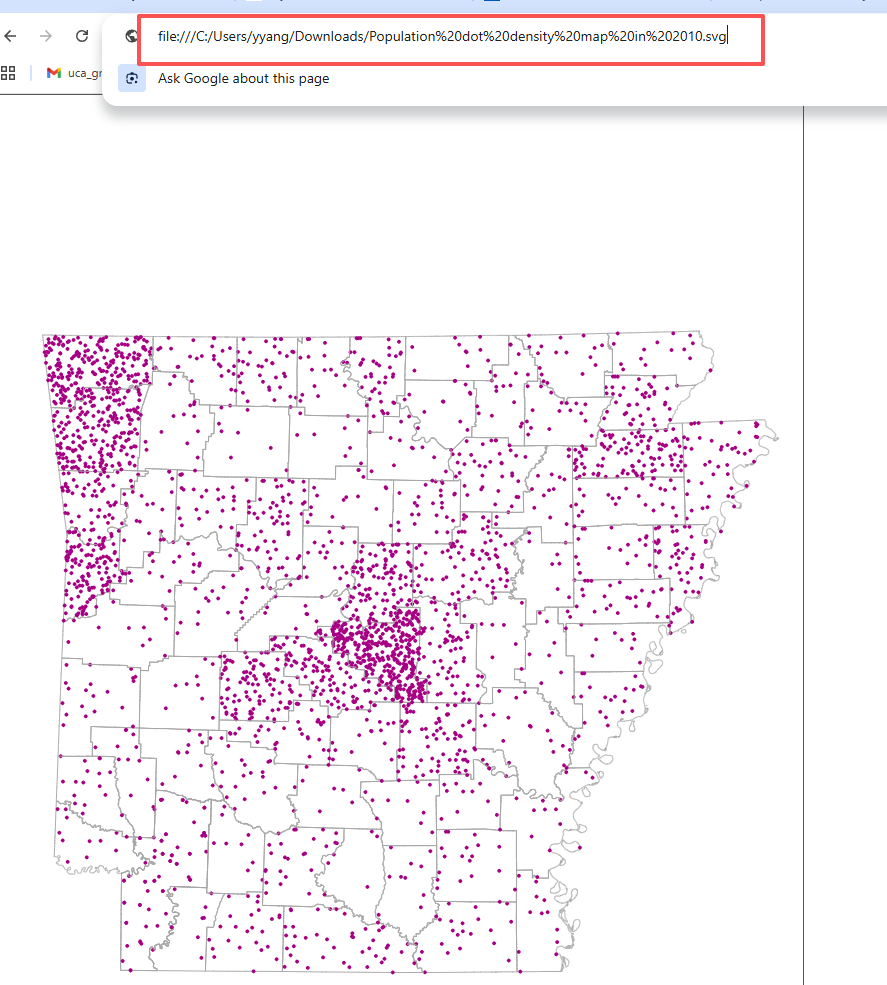 file:///C:/Users/yyang/Downloads/Population%20dot%20density%20map%20in%202010.svg
uca_gr
Ask Google about this page